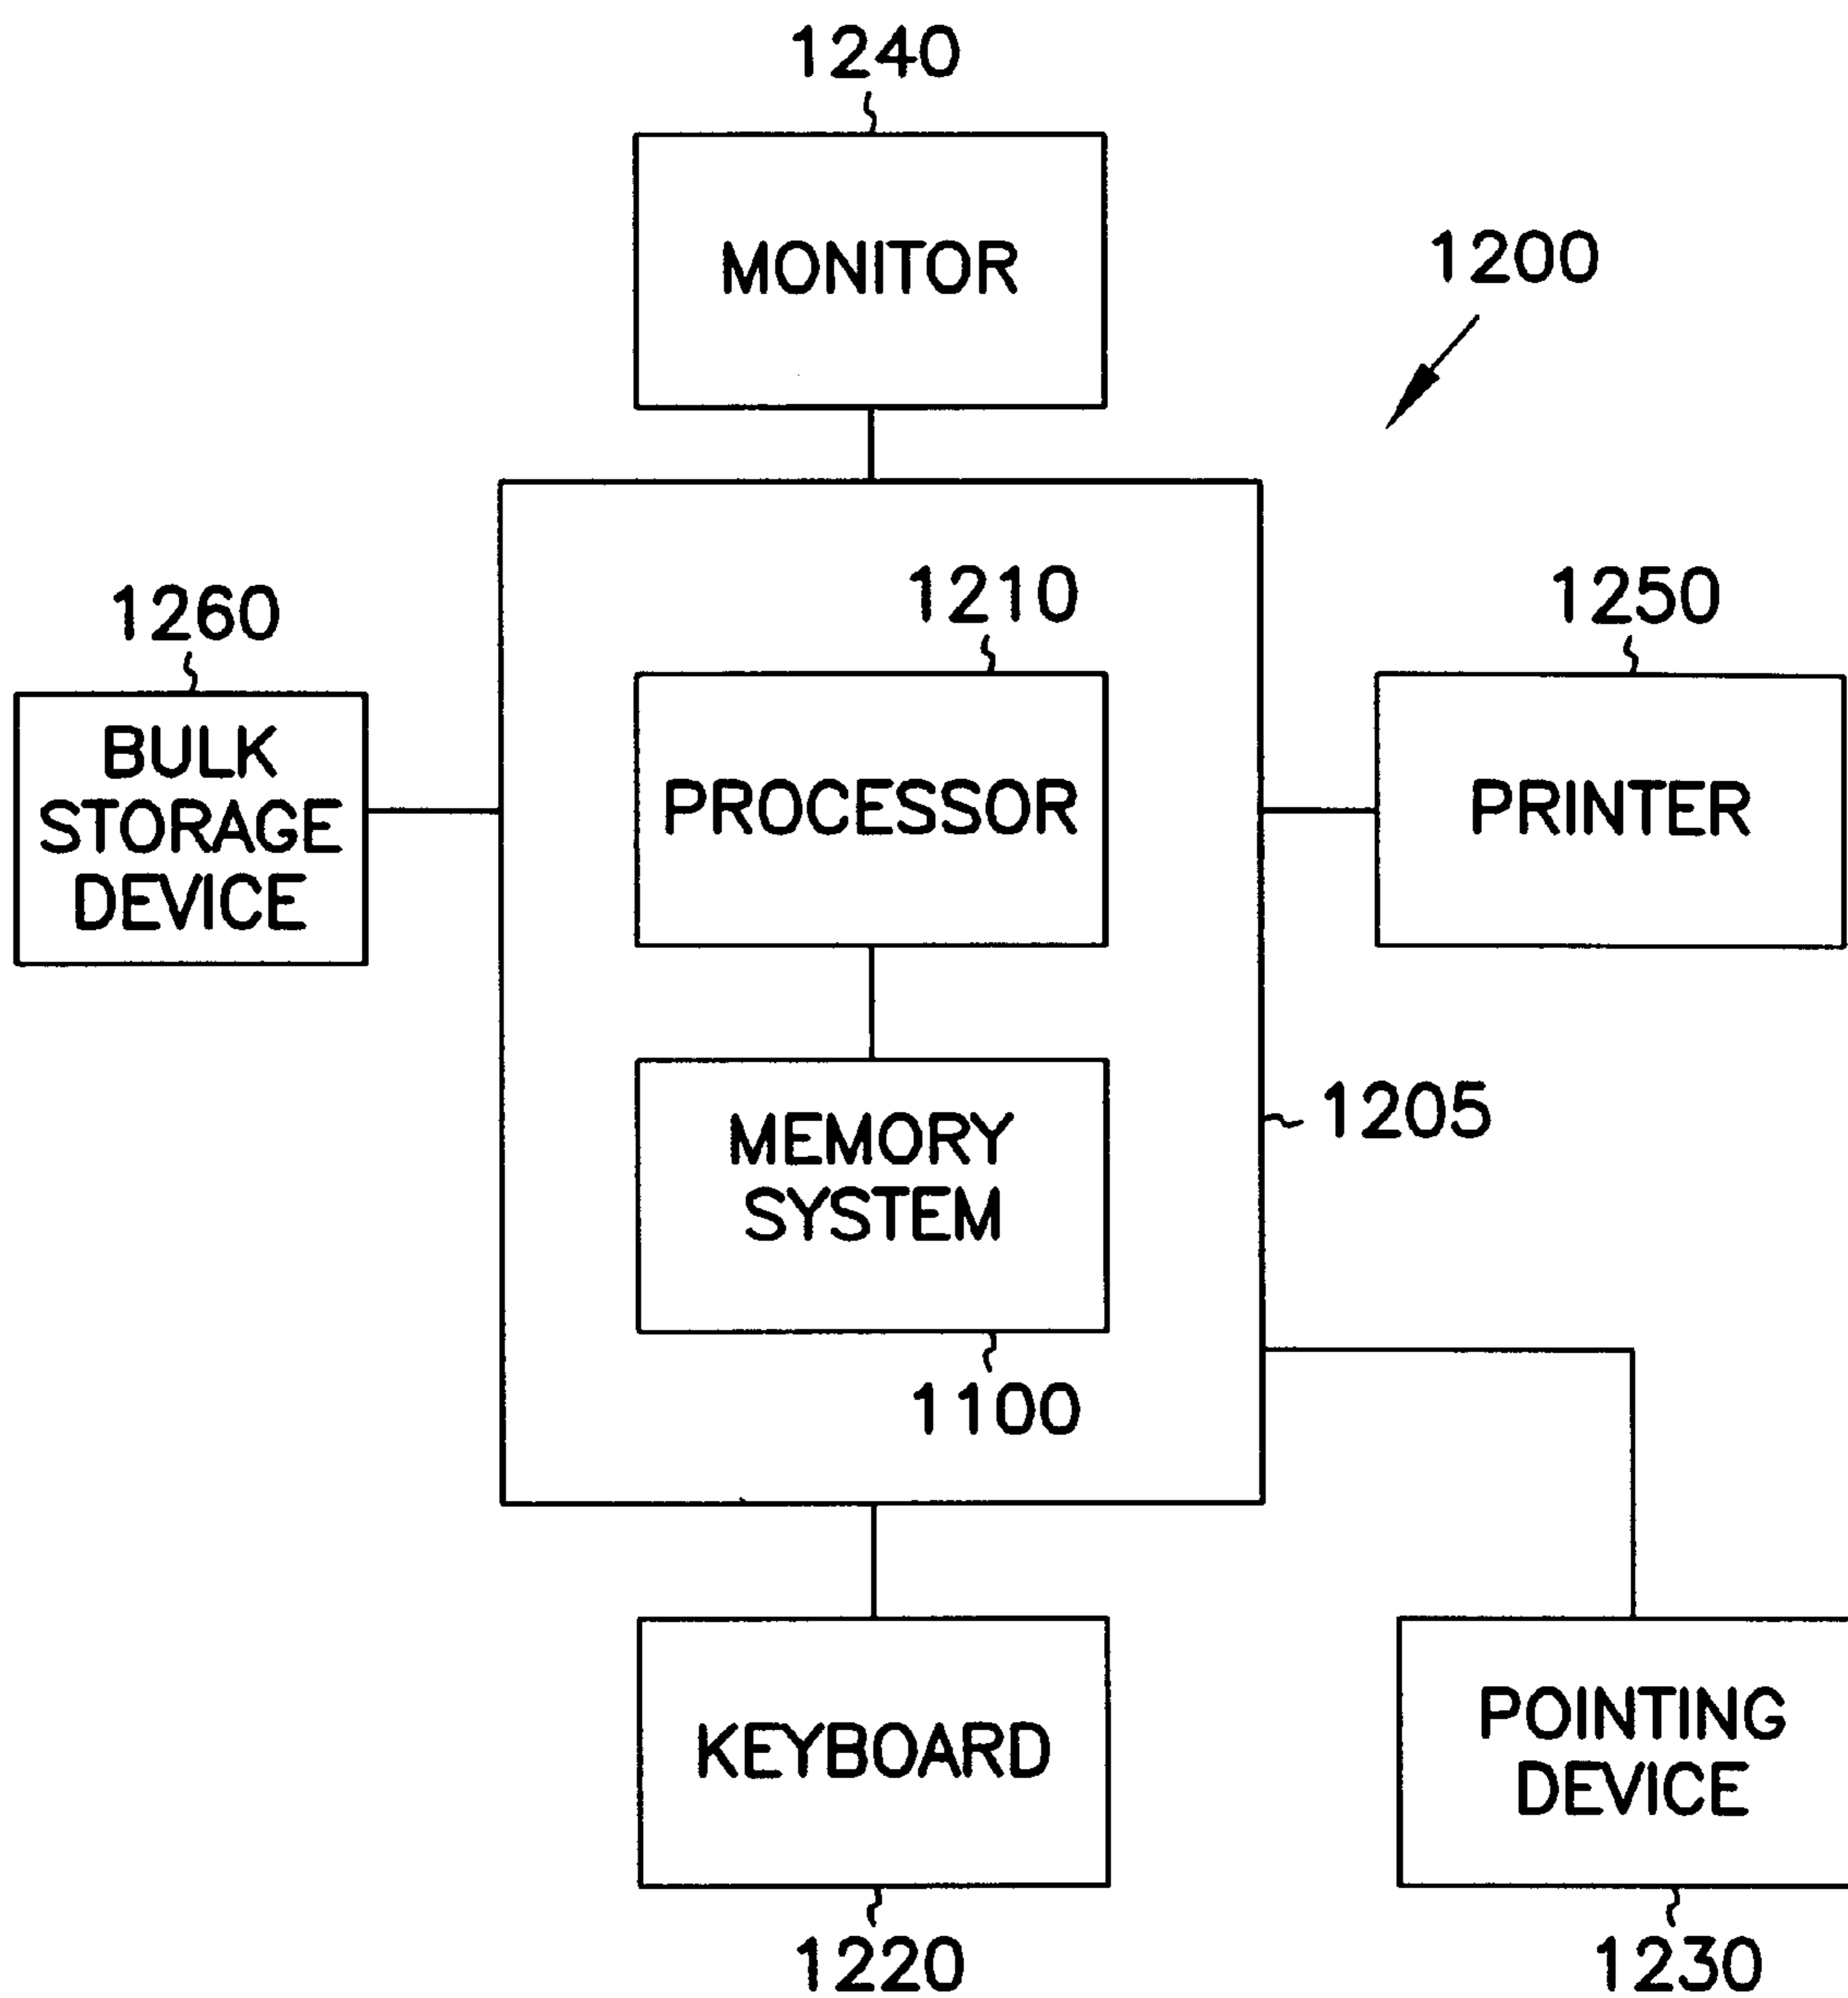 1240
MONITOR
1200
1260
BULK
STORAGE
DEVICE
1210
PROCESSOR
1250
PRINTER
MEMORY
SYSTEM
1100
1205
KEYBOARD
1220
POINTING
DEVICE
1230